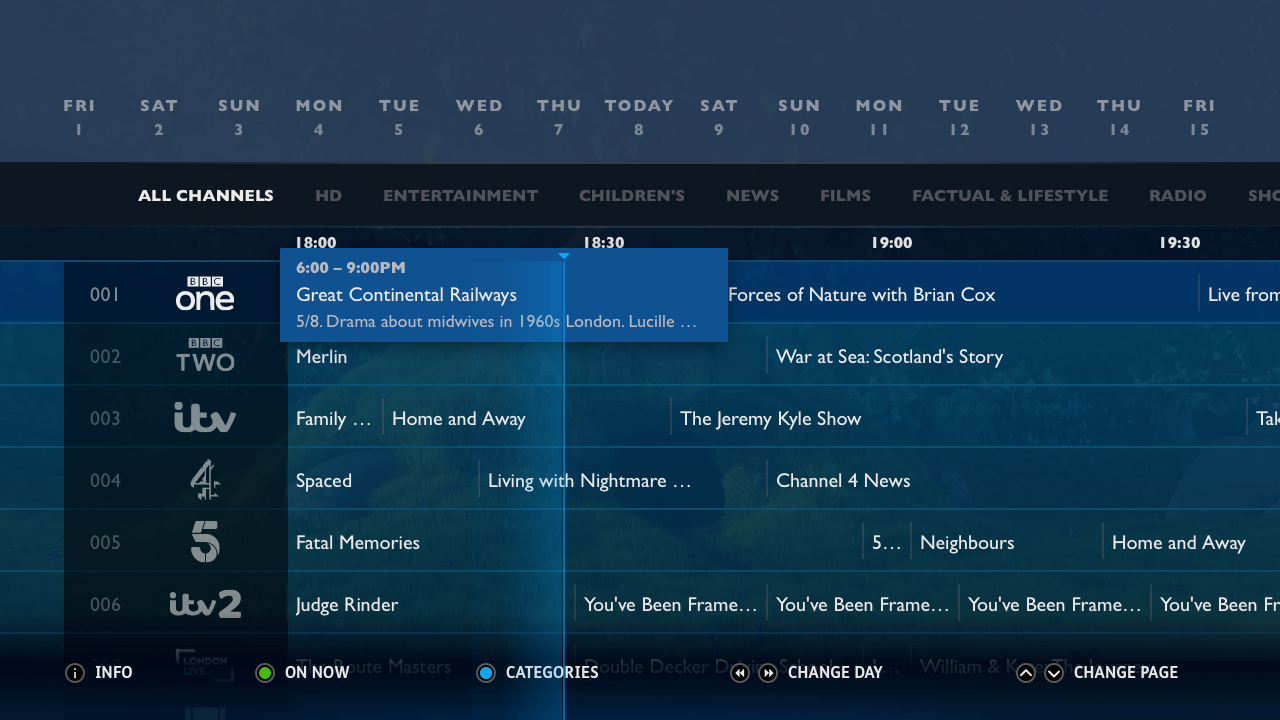 FRI SAT SUN MON TUE WED THU TODAY SAT SUN MON TUE WED THU FRI
1 2 3 4 5 6 7 8 9 10 11 12 13 14 15
ALL CHANNELS HD ENTERTAINMENT CHILDREN'S NEWS FILMS FACTUAL & LIFESTYLE RADIO SHO
18:00 18:30 19:00 19:30
6:00 – 9:00PM
001 BBC one Great Continental Railways Forces of Nature with Brian Cox Live from
5/8. Drama about midwives in 1960s London. Lucille …
002 BBC TWO Merlin War at Sea: Scotland's Story
003 itv Family … Home and Away The Jeremy Kyle Show Tak
004 4 Spaced Living with Nightmare … Channel 4 News
005 5 Fatal Memories 5… Neighbours Home and Away
006 itv2 Judge Rinder You've Been Frame… You've Been Frame… You've Been Frame… You've Been Fr
LONDON LIVE The Route Masters Double Decker Driving School William &
i INFO ON NOW CATEGORIES CHANGE DAY CHANGE PAGE